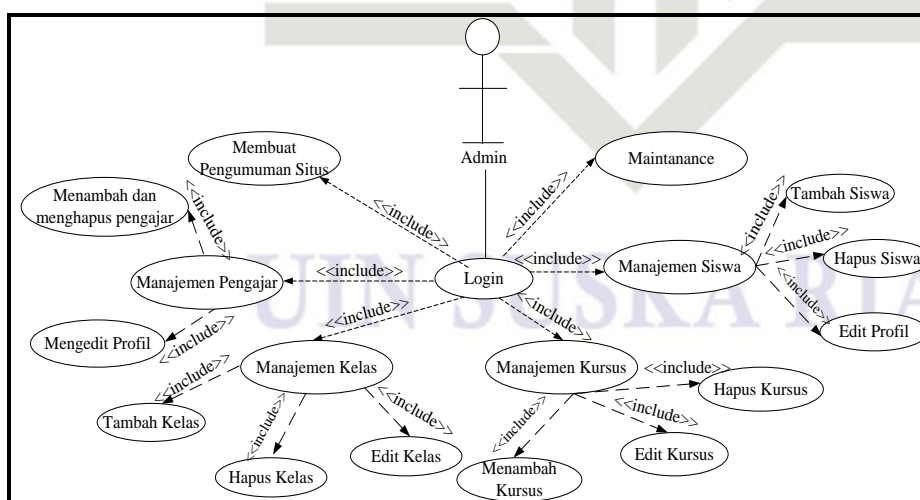 Admin
Membuat
Pengumuman Situs
Maintanance
<<include>>
<<include>>
Menambah dan
menghapus pengajar
<<include>>
<<include>>
Tambah Siswa
<<include>>
Hapus Siswa
<<include>>
Manajemen Pengajar
<<include>>
Login
<<include>>
Manajemen Siswa
<<include>>
Edit Profil
UIN SUSKA RIA
Mengedit Profil
<<include>>
<<include>>
<<include>>
Manajemen Kelas
Manajemen Kursus
<<include>>
<<include>>
Hapus Kursus
Tambah Kelas
<<include>>
<<include>>
<<include>>
<<include>>
Hapus Kelas
Edit Kelas
Menambah
Kursus
Edit Kursus